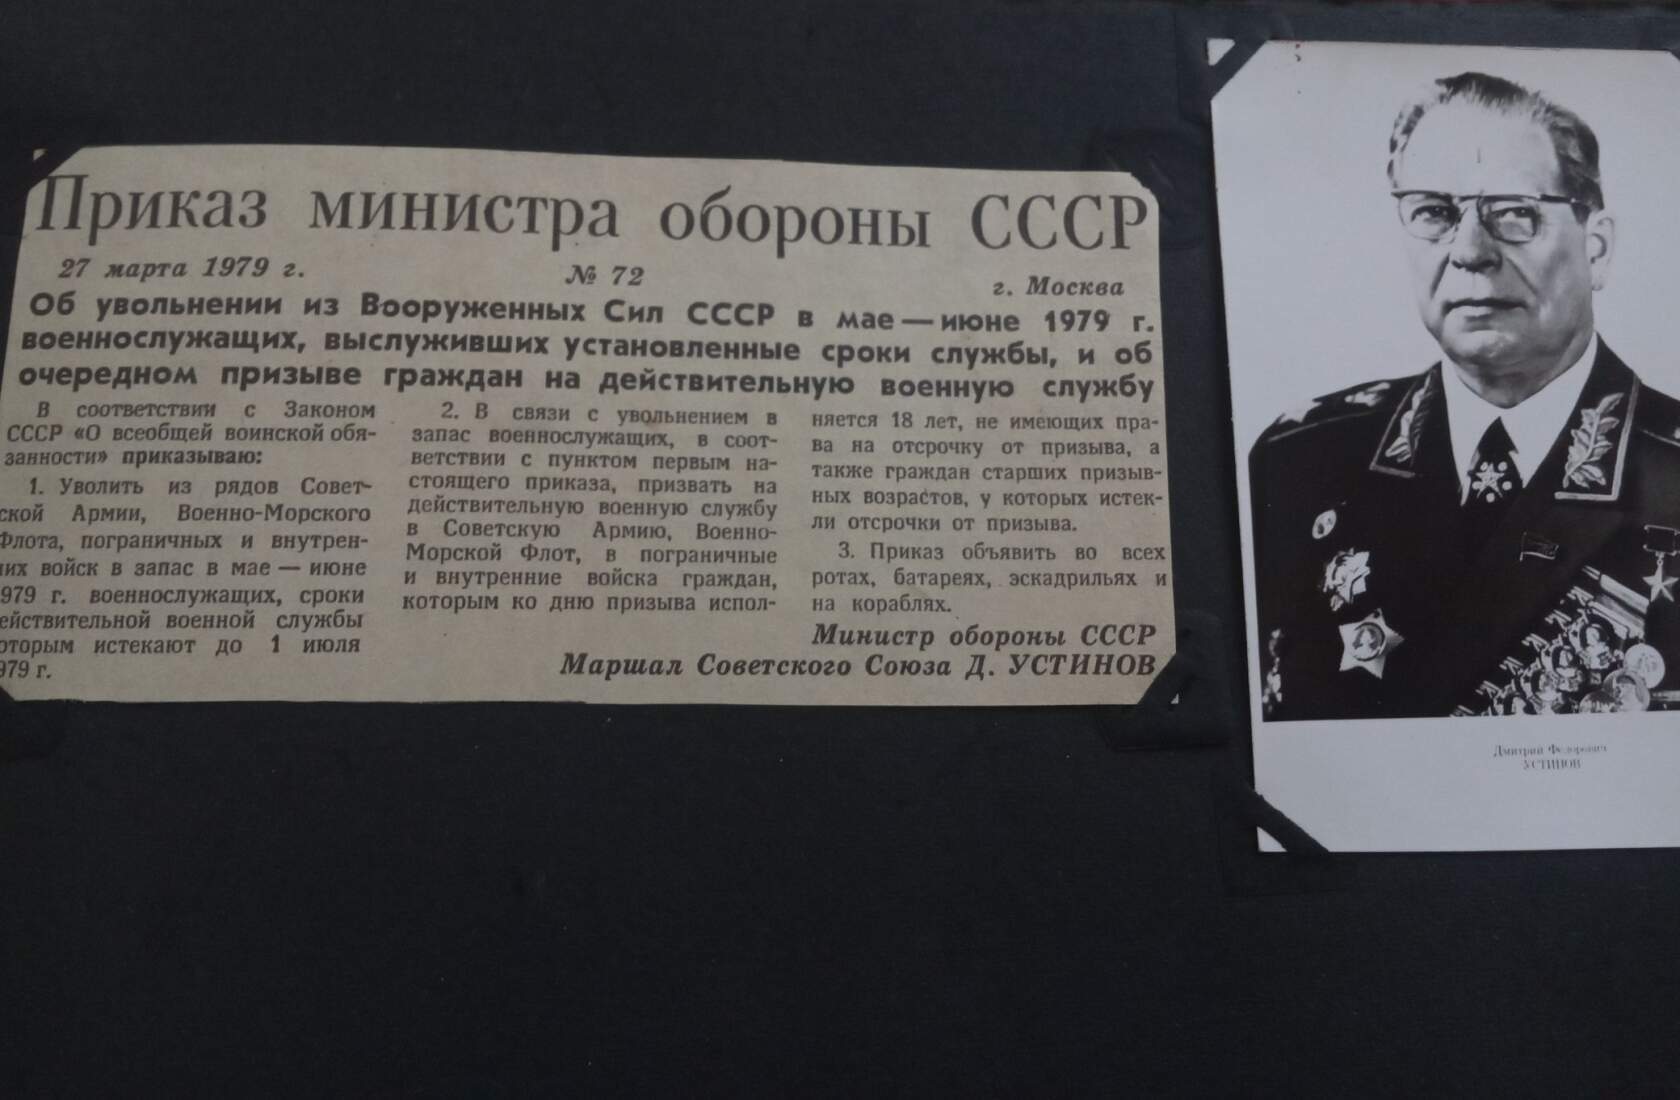 Приказ министра обороны СССР
27 марта 1979 г.
№ 72
г. Москва
Об увольнении из Вооруженных Сил СССР в мае — июне 1979 г.
военнослужащих, выслуживших установленные сроки службы, и об
очередном призыве граждан на действительную военную службу
В соответствии с Законом
СССР «О всеобщей воинской обя-
занности» приказываю:
1. Уволить из рядов Совет-
ской Армии, Военно-Морского
Флота, пограничных и внутрен-
них войск в запас в мае — июне
979 г. военнослужащих, сроки
ействительной военной службы
оторым истекают до 1 июля
979 г.
2. В связи с увольнением в
запас военнослужащих, в соот-
ветствии с пунктом первым на-
стоящего приказа, призвать на
действительную военную службу
в Советскую Армию, Военно-
Морской Флот, в пограничные
и внутренние войска граждан,
которым ко дню призыва испол-
няется 18 лет, не имеющих пра-
ва на отсрочку от призыва, а
также граждан старших призыв-
ных возрастов, у которых истек-
ли отсрочки от призыва.
3. Приказ объявить во всех
ротах, батареях, эскадрильях и
на кораблях.
Министр обороны СССР
Маршал Советского Союза Д. УСТИНОВ
Дмитрий Федорович
УСТИНОВ